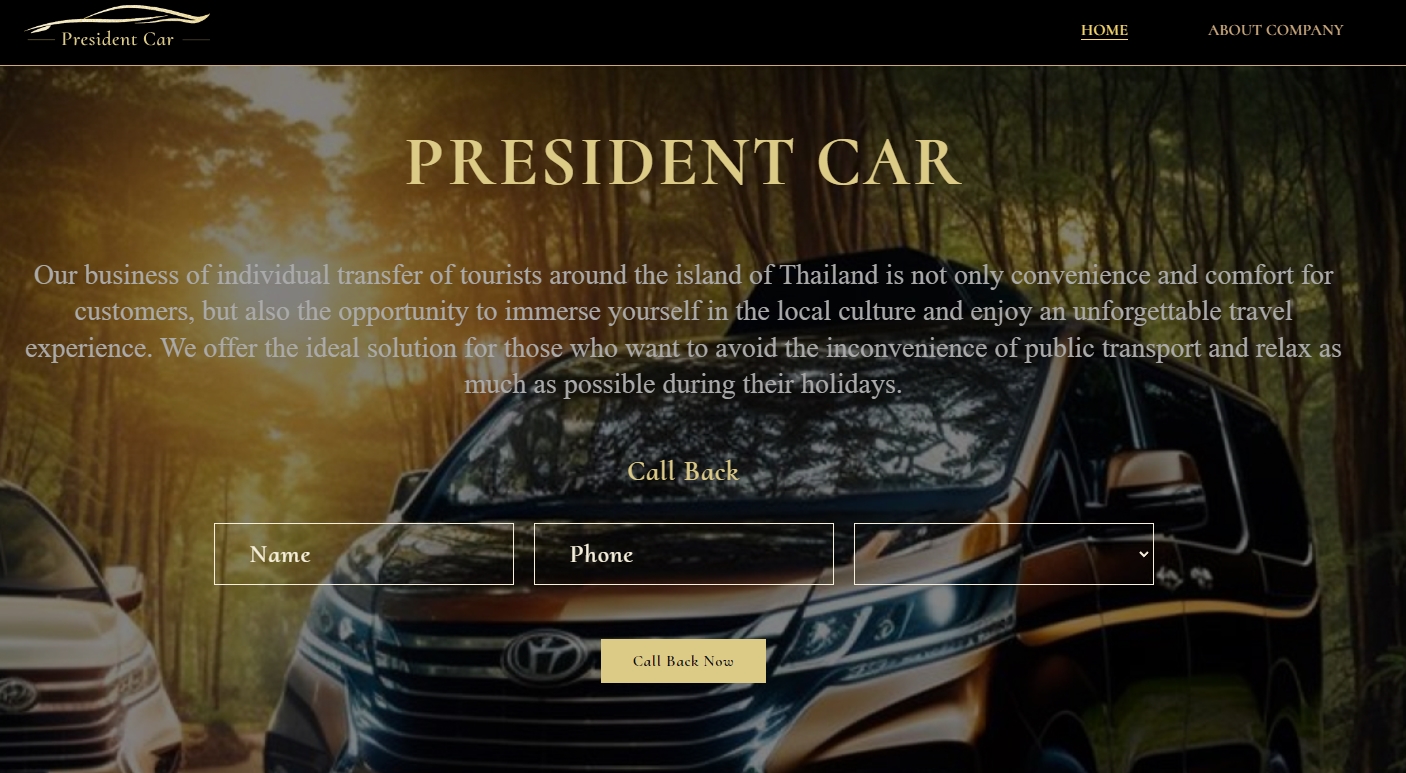 President Car
HOME
ABOUT COMPANY
PRESIDENT CAR
Our business of individual transfer of tourists around the island of Thailand is not only convenience and comfort for
customers, but also the opportunity to immerse yourself in the local culture and enjoy an unforgettable travel
experience. We offer the ideal solution for those who want to avoid the inconvenience of public transport and relax as
much as possible during their holidays.
Call Back
Name
Phone
Call Back Now